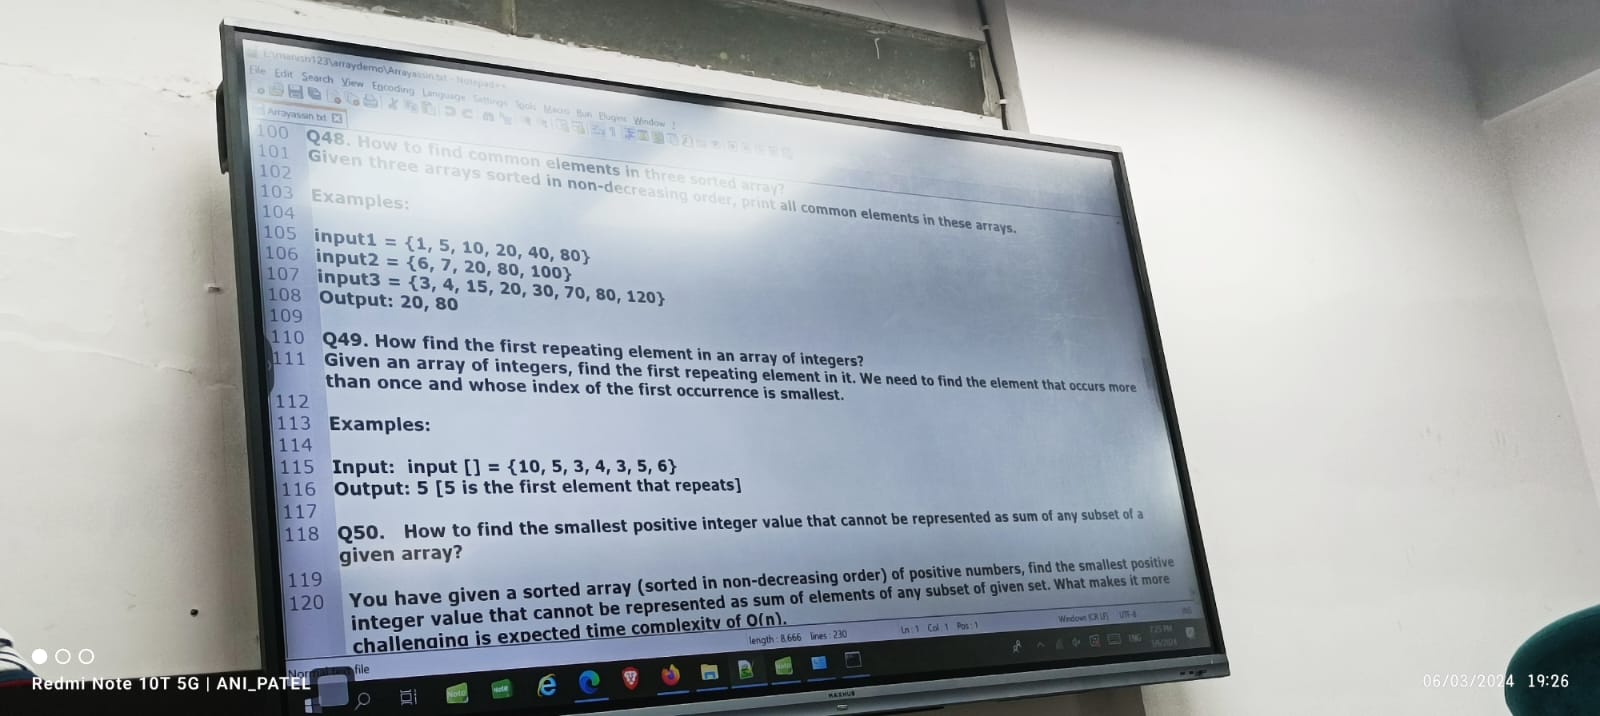 E:\manish123\arraydemo\Arrayassin.txt - Notepad++
File Edit Search View Encoding Language Settings Tools Macro Run Plugins Window ?
Arrayassin.txt
100 Q48. How to find common elements in three sorted array?
101 Given three arrays sorted in non-decreasing order, print all common elements in these arrays.
102
103 Examples:
104
105 input1 = {1, 5, 10, 20, 40, 80}
106 input2 = {6, 7, 20, 80, 100}
107 input3 = {3, 4, 15, 20, 30, 70, 80, 120}
108 Output: 20, 80
109
110 Q49. How find the first repeating element in an array of integers?
111 Given an array of integers, find the first repeating element in it. We need to find the element that occurs more
than once and whose index of the first occurrence is smallest.
112
113 Examples:
114
115 Input: input [] = {10, 5, 3, 4, 3, 5, 6}
116 Output: 5 [5 is the first element that repeats]
117
118 Q50. How to find the smallest positive integer value that cannot be represented as sum of any subset of a
given array?
119
120 You have given a sorted array (sorted in non-decreasing order) of positive numbers, find the smallest positive
integer value that cannot be represented as sum of elements of any subset of given set. What makes it more
challenging is expected time complexity of O(n).
Normal text file length : 8,666 lines : 230 Ln : 1 Col : 1 Pos : 1 Windows (CR LF) UTF-8 INS
ENG 7:25 PM
3/6/2024
MAXHUB
Redmi Note 10T 5G | ANI_PATEL
06/03/2024 19:26